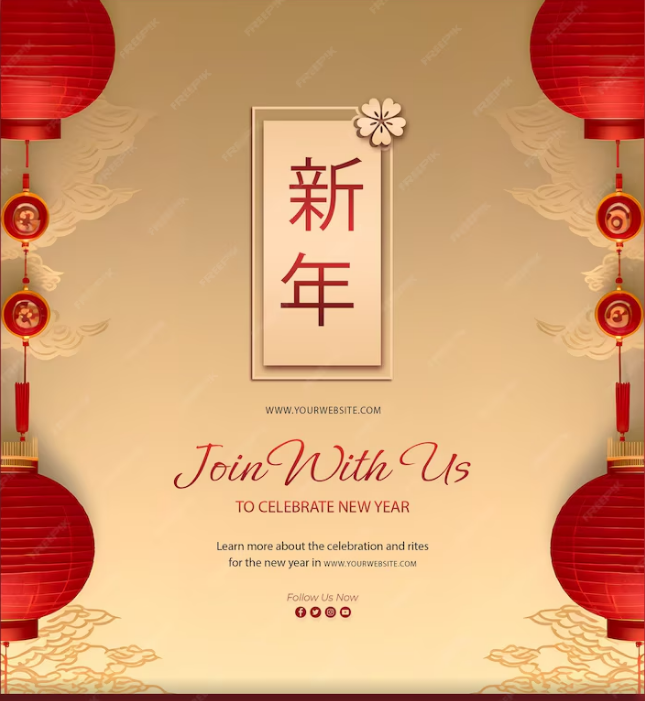 新
年
WWW.YOURWEBSITE.COM
Join With Us
TO CELEBRATE NEW YEAR
Learn more about the celebration and rites
for the new year in WWW.YOURWEBSITE.COM
Follow Us Now